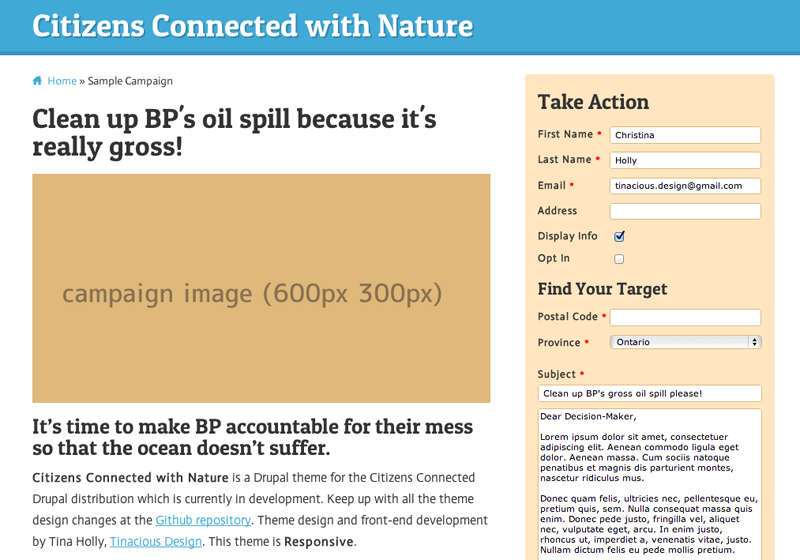 Citizens Connected with Nature
Home » Sample Campaign
Clean up BP's oil spill because it's
really gross!
campaign image (600px 300px)
It's time to make BP accountable for their mess
so that the ocean doesn't suffer.
Citizens Connected with Nature is a Drupal theme for the Citizens Connected
Drupal distribution which is currently in development. Keep up with all the theme
design changes at the Github repository. Theme design and front-end development
by Tina Holly, Tinacious Design. This theme is Responsive.
Take Action
First Name * Christina
Last Name * Holly
Email * tinacious.design@gmail.com
Address
Display Info
Opt In
Find Your Target
Postal Code *
Province * Ontario
Subject *
Clean up BP's gross oil spill please!
Dear Decision-Maker,
Lorem ipsum dolor sit amet, consectetuer
adipiscing elit. Aenean commodo ligula eget
dolor. Aenean massa. Cum sociis natoque
penatibus et magnis dis parturient montes,
nascetur ridiculus mus.
Donec quam felis, ultricies nec, pellentesque eu,
pretium quis, sem. Nulla consequat massa quis
enim. Donec pede justo, fringilla vel, aliquet
nec, vulputate eget, arcu. In enim justo,
rhoncus ut, imperdiet a, venenatis vitae, justo.
Nullam dictum felis eu pede mollis pretium.